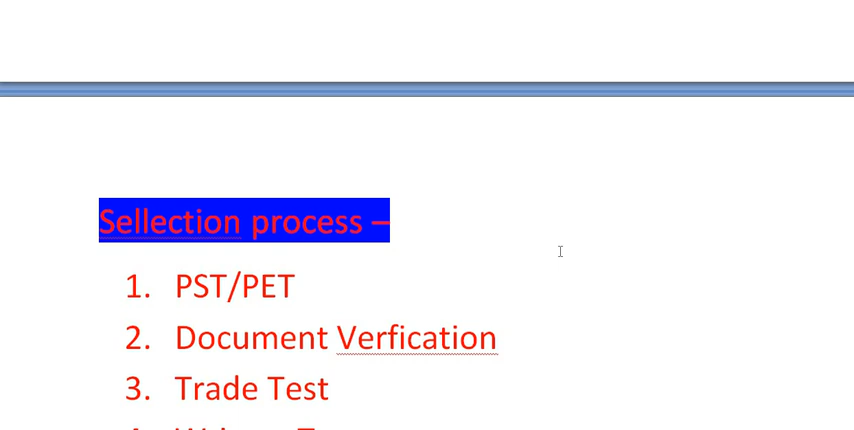 Sellection process –
1. PST/PET
2. Document Verfication
3. Trade Test